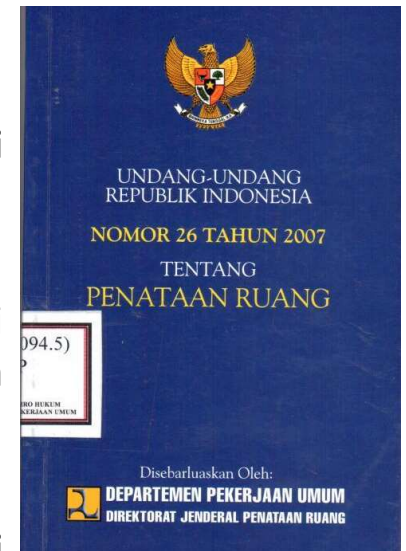 UNDANG-UNDANG
REPUBLIK INDONESIA
NOMOR 26 TAHUN 2007
TENTANG
PENATAAN RUANG
094.5)
P
IRO HUKUM
KERJAAN UMUM
Disebarluaskan Oleh:
DEPARTEMEN PEKERJAAN UMUM
DIREKTORAT JENDERAL PENATAAN RUANG